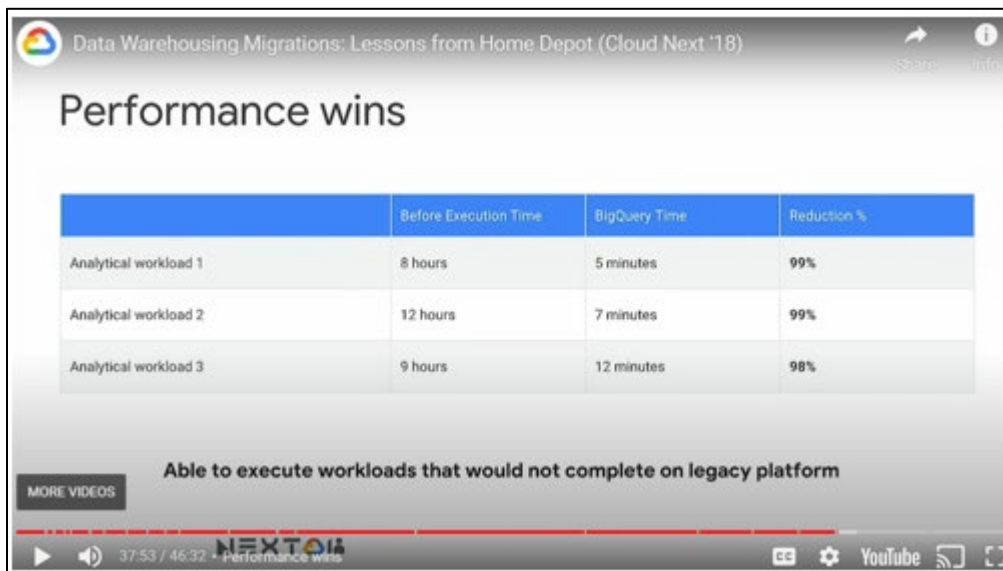 Data Warehousing Migrations: Lessons from Home Depot (Cloud Next '18)
Share
Info
Performance wins
Before Execution Time BigQuery Time Reduction %
Analytical workload 1 8 hours 5 minutes 99%
Analytical workload 2 12 hours 7 minutes 99%
Analytical workload 3 9 hours 12 minutes 98%
Able to execute workloads that would not complete on legacy platform
MORE VIDEOS
NEXT18
37:53 / 46:32 • Performance wins
CC
YouTube